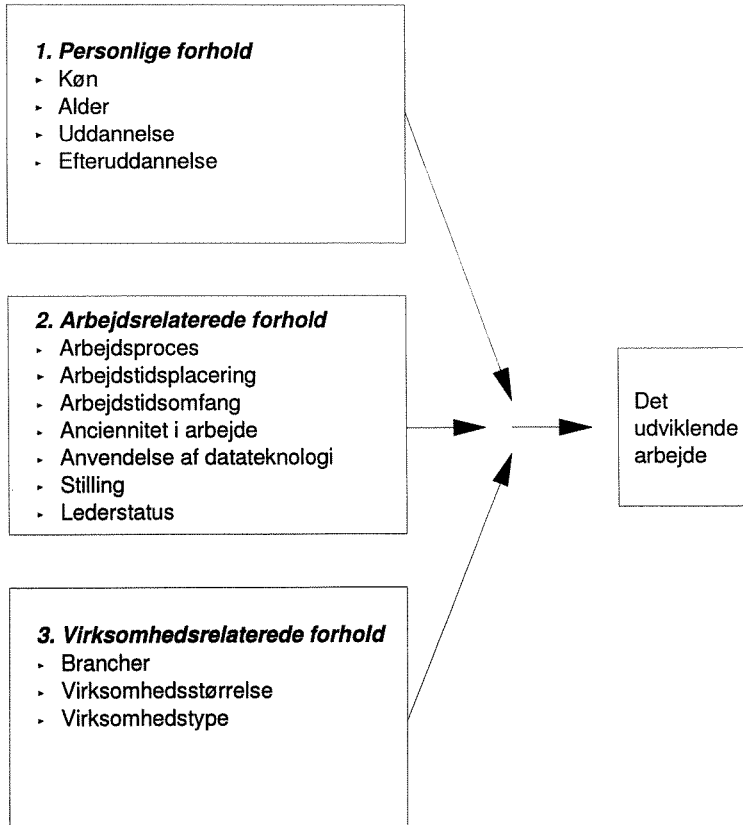 1. Personlige forhold
▸ Køn
▸ Alder
▸ Uddannelse
▸ Efteruddannelse
2. Arbejdsrelaterede forhold
▸ Arbejdsproces
▸ Arbejdstidsplacering
▸ Arbejdstidsomfang
▸ Anciennitet i arbejde
▸ Anvendelse af datateknologi
▸ Stilling
▸ Lederstatus
3. Virksomhedsrelaterede forhold
▸ Brancher
▸ Virksomhedsstørrelse
▸ Virksomhedstype
Det
udviklende
arbejde